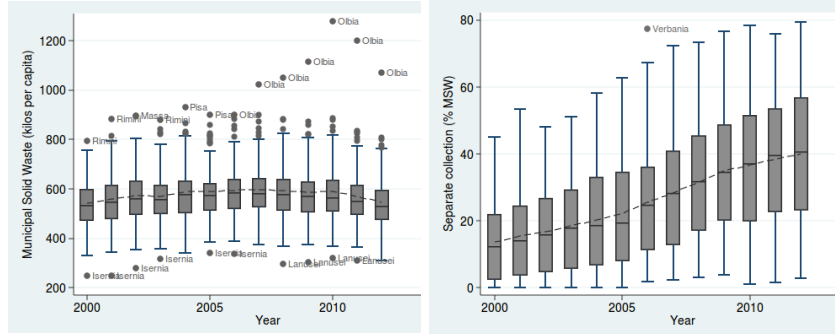 Municipal Solid Waste (kilos per capita)
1200
1000
800
600
400
200
2000
2005
2010
Year
Rimini
Rimini
Massa
Rimini
Pisa
Pisa
Olbia
Olbia
Olbia
Olbia
Olbia
Olbia
Olbia
Isernia
Isernia
Isernia
Isernia
Isernia
Isernia
Lanusei
Lanusei
Lanusei
Lanusei
Separate collection (% MSW)
80
60
40
20
0
2000
2005
2010
Year
Verbania